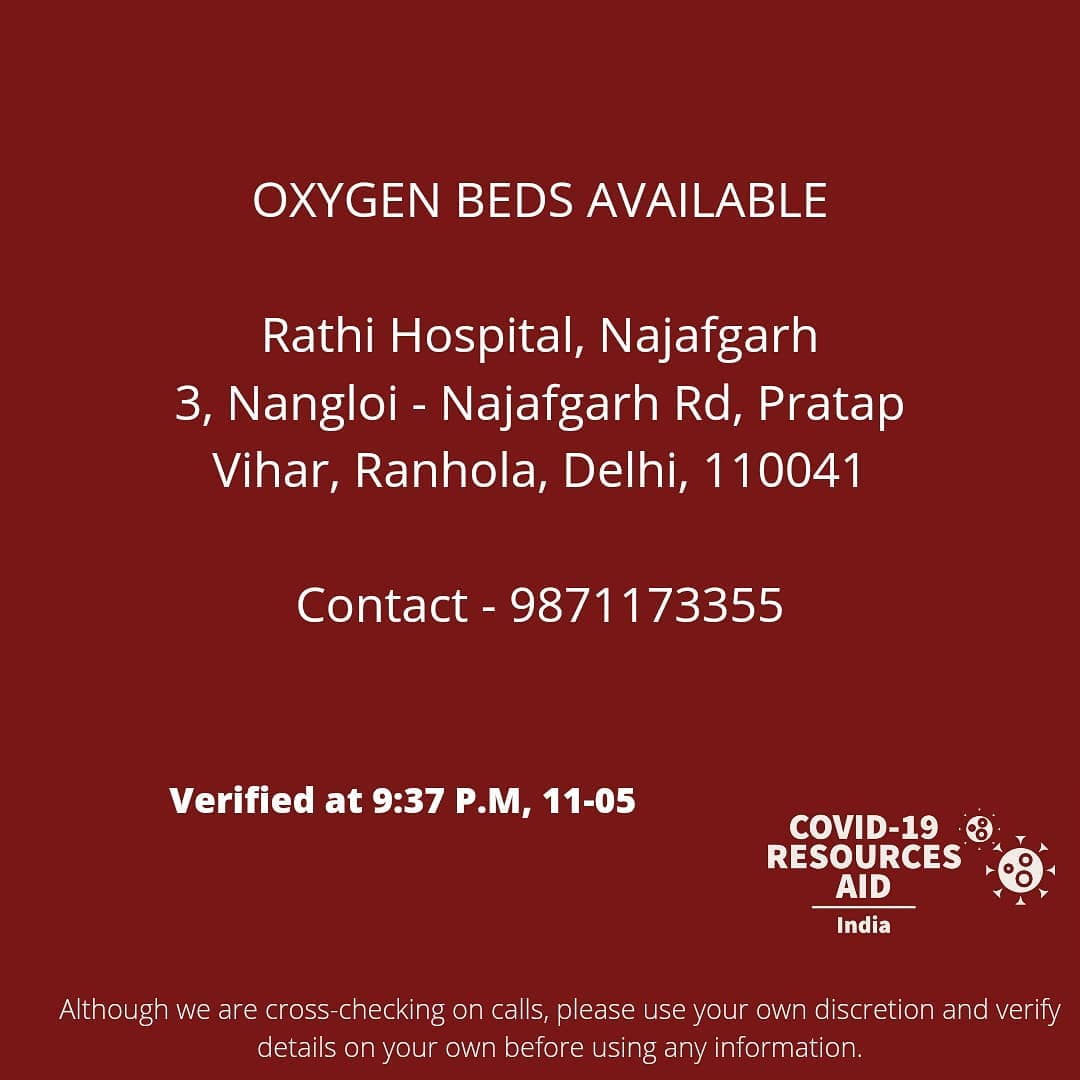 OXYGEN BEDS AVAILABLE
Rathi Hospital, Najafgarh
3, Nangloi - Najafgarh Rd, Pratap
Vihar, Ranhola, Delhi, 110041
Contact - 9871173355
Verified at 9:37 P.M, 11-05
COVID-19
RESOURCES
AID
India
Although we are cross-checking on calls, please use your own discretion and verify
details on your own before using any information.